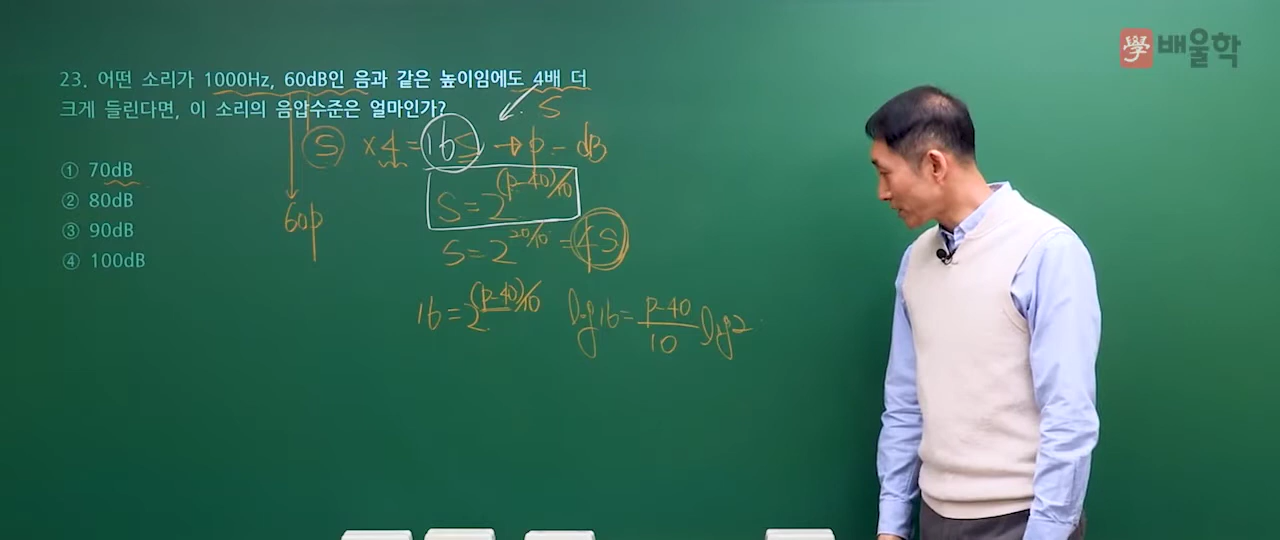 學 배울학
23. 어떤 소리가 1000Hz, 60dB인 음과 같은 높이임에도 4배 더
크게 들린다면, 이 소리의 음압수준은 얼마인가?
S
S ×4=16S → p = dB
① 70dB
② 80dB
③ 90dB
④ 100dB
60p
S=2^(p-40)/10
S=2^20/10 =4S
16=2^(p-40)/10
log16= p-40/10 log2